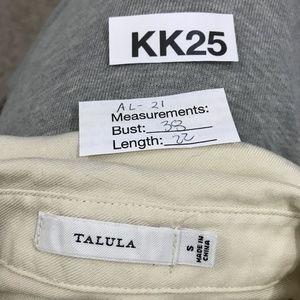 KK25
AL-21
Measurements:
Bust: 38
Length: 22
TALULA
S
MADE IN
CHINA